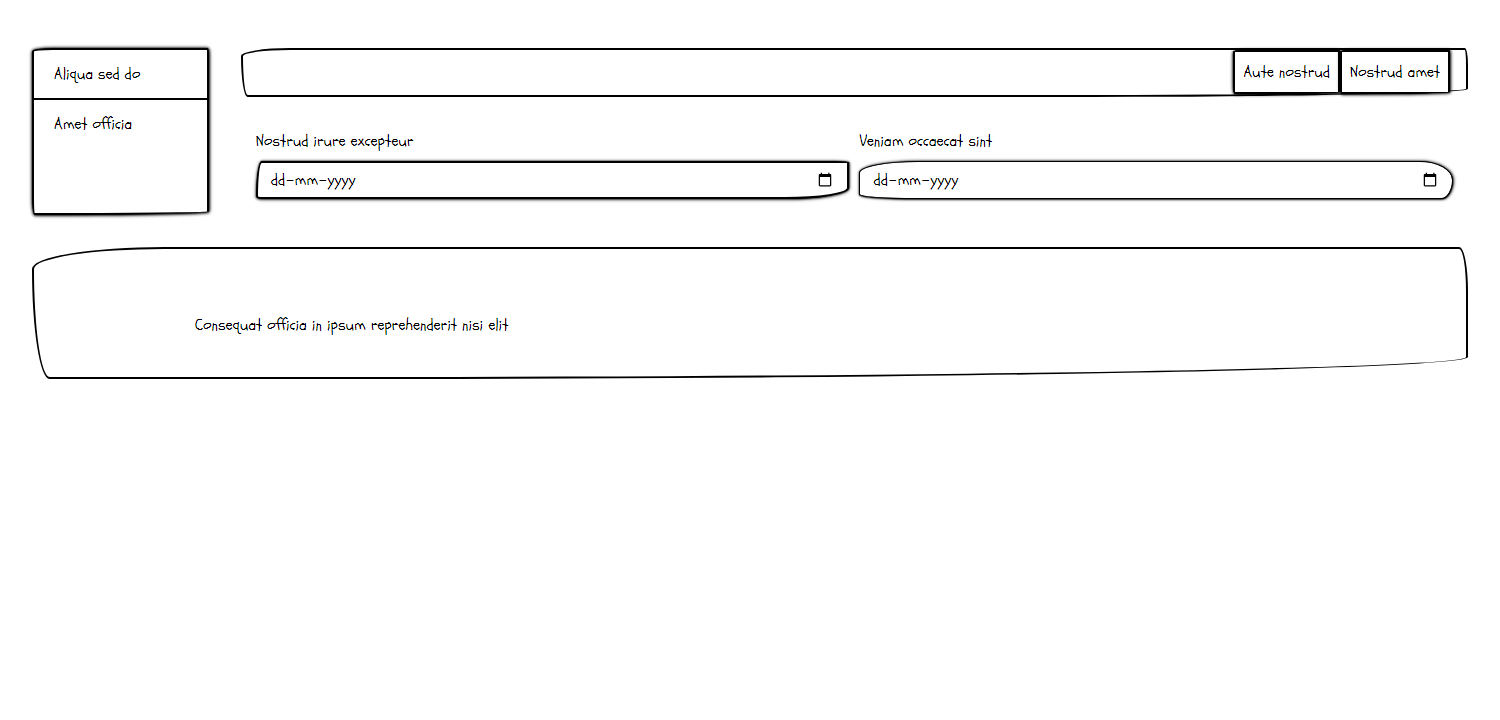 Aliqua sed do
Amet officia
Aute nostrud
Nostrud amet
Nostrud irure excepteur
dd-mm-yyyy
Veniam occaecat sint
dd-mm-yyyy
Consequat officia in ipsum reprehenderit nisi elit